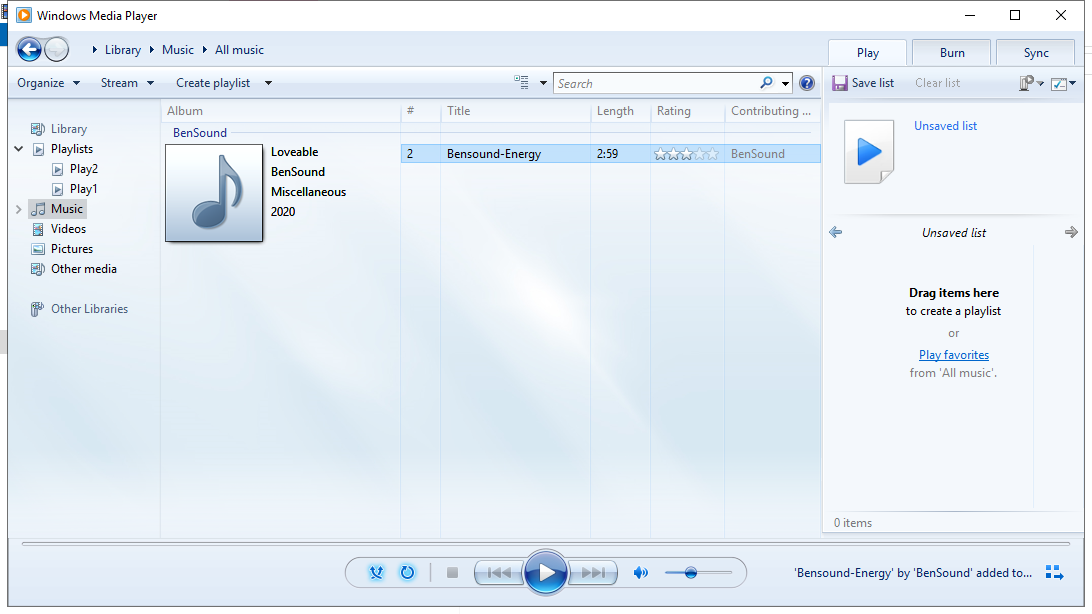 Windows Media Player
Library Music All music
Play Burn Sync
Organize Stream Create playlist Search Save list Clear list
Album # Title Length Rating Contributing ...
BenSound
Library
Playlists
Play2
Play1
Music
Videos
Pictures
Other media
Other Libraries
Loveable
BenSound
Miscellaneous
2020
2 Bensound-Energy 2:59 BenSound
Unsaved list
Unsaved list
Drag items here
to create a playlist
or
Play favorites
from 'All music'.
0 items
'Bensound-Energy' by 'BenSound' added to...